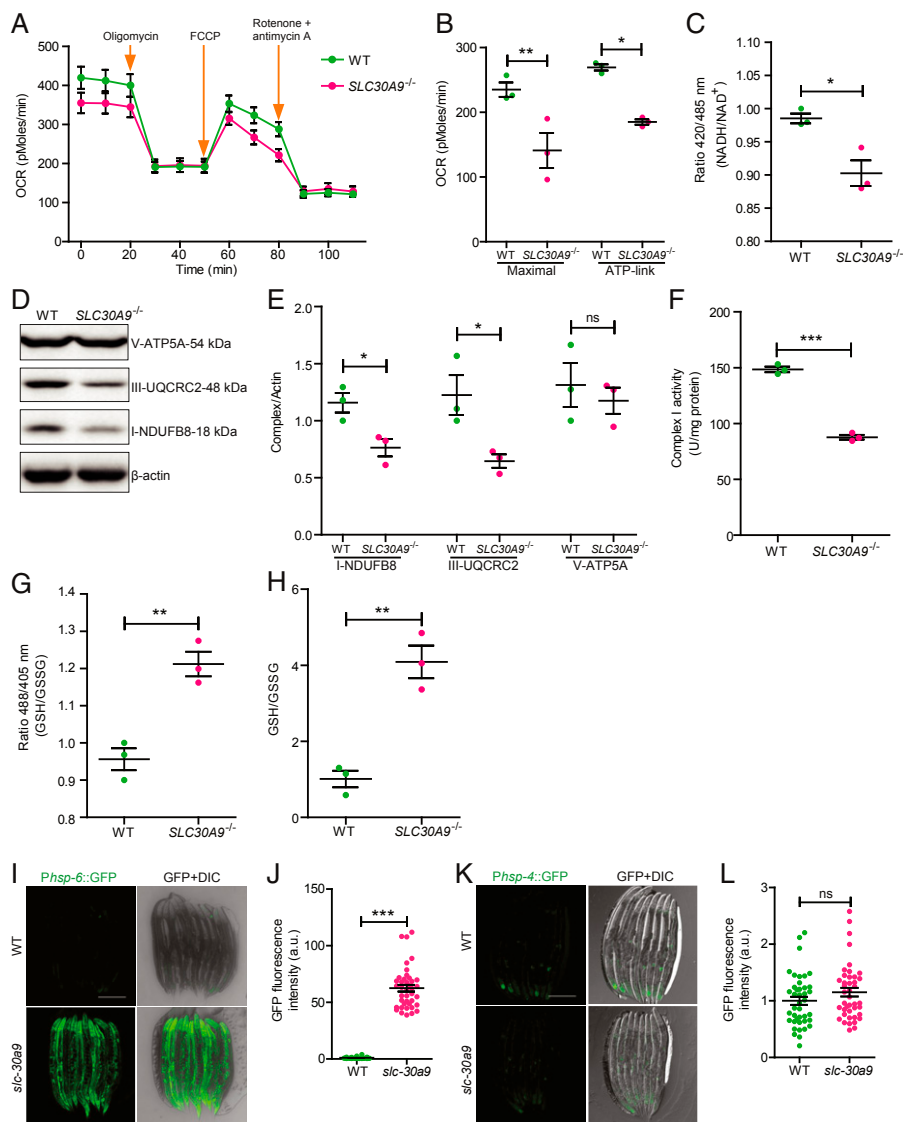 A
Oligomycin
FCCP
Rotenone +
antimycin A
WT
SLC30A9-/-
OCR (pMoles/min)
500
400
300
200
100
0
0 20 40 60 80 100
Time (min)
B
OCR (pMoles/min)
300
200
100
0
**
*
WT SLC30A9-/- WT SLC30A9-/-
Maximal ATP-link
C
Ratio 420/485 nm
(NADH/NAD+)
1.10
1.05
1.00
0.95
0.90
0.85
0.80
*
WT SLC30A9-/-
D
WT SLC30A9-/-
V-ATP5A-54 kDa
III-UQCRC2-48 kDa
I-NDUFB8-18 kDa
β-actin
E
Complex/Actin
2.0
1.5
1.0
0.5
0.0
*
*
ns
WT SLC30A9-/- WT SLC30A9-/- WT SLC30A9-/-
I-NDUFB8 III-UQCRC2 V-ATP5A
F
Complex I activity
(U/mg protein)
200
150
100
50
0
***
WT SLC30A9-/-
G
Ratio 488/405 nm
(GSH/GSSG)
1.4
1.3
1.2
1.1
1.0
0.9
0.8
**
WT SLC30A9-/-
H
GSH/GSSG
6
4
2
0
**
WT SLC30A9-/-
I
Phsp-6::GFP GFP+DIC
WT
slc-30a9
J
GFP fluorescence
intensity (a.u.)
150
100
50
0
***
WT slc-30a9
K
Phsp-4::GFP GFP+DIC
WT
slc-30a9
L
GFP fluorescence
intensity (a.u.)
3
2
1
0
ns
WT slc-30a9